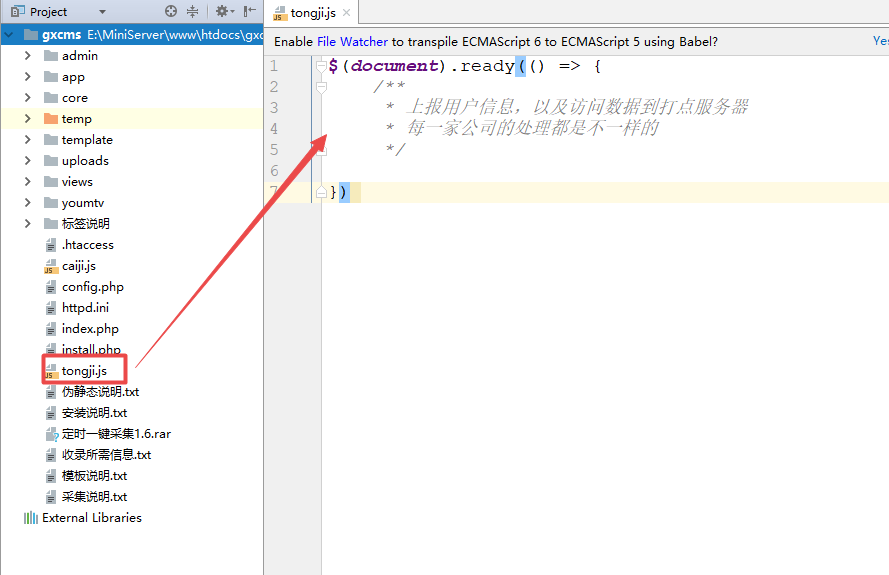 Project
tongji.js
gxcms E:\MiniServer\www\htdocs\gxc
Enable File Watcher to transpile ECMAScript 6 to ECMAScript 5 using Babel? Yes
admin
app
core
temp
template
uploads
views
youmtv
标签说明
.htaccess
caiji.js
config.php
httpd.ini
index.php
install.php
tongji.js
伪静态说明.txt
安装说明.txt
定时一键采集1.6.rar
收录所需信息.txt
模板说明.txt
采集说明.txt
External Libraries
1 $(document).ready(() => {
2 /**
3 * 上报用户信息，以及访问数据到打点服务器
4 * 每一家公司的处理都是不一样的
5 */
6
7 })